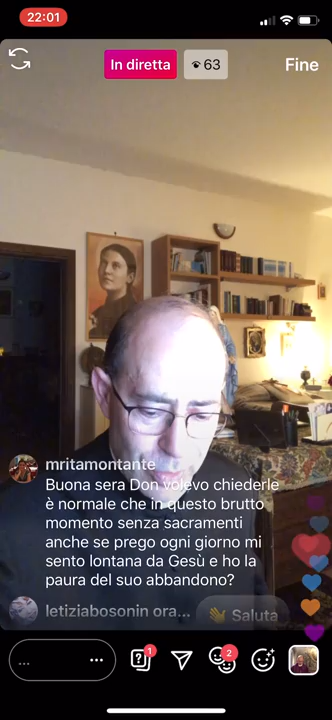 22:01
In diretta
63
Fine
mritamontante
Buona sera Don volevo chiederle
è normale che in questo brutto
momento senza sacramenti
anche se prego ogni giorno mi
sento lontana da Gesù e ho la
paura del suo abbandono?
letiziabosonin ora...
👋 Saluta
...
1
2